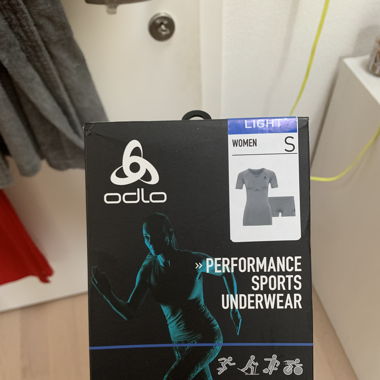 LIGHT
WOMEN S
odlo
» PERFORMANCE
SPORTS
UNDERWEAR